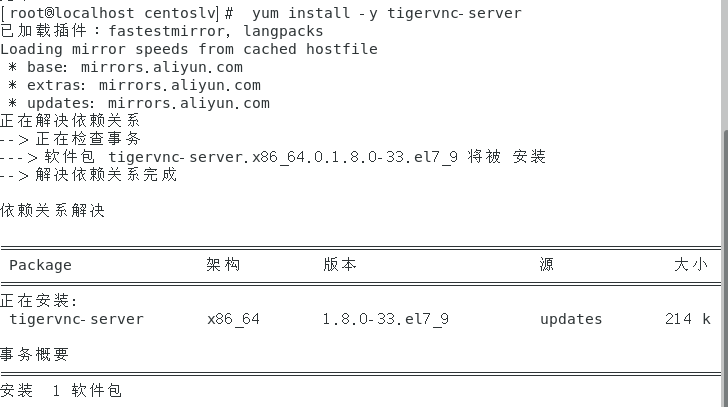 [root@localhost centoslv]# yum install -y tigervnc-server
已加载插件：fastestmirror, langpacks
Loading mirror speeds from cached hostfile
 * base: mirrors.aliyun.com
 * extras: mirrors.aliyun.com
 * updates: mirrors.aliyun.com
正在解决依赖关系
--> 正在检查事务
---> 软件包 tigervnc-server.x86_64.0.1.8.0-33.el7_9 将被 安装
--> 解决依赖关系完成
依赖关系解决
Package 架构 版本 源 大小
正在安装:
tigervnc-server x86_64 1.8.0-33.el7_9 updates 214 k
事务概要
安装 1 软件包